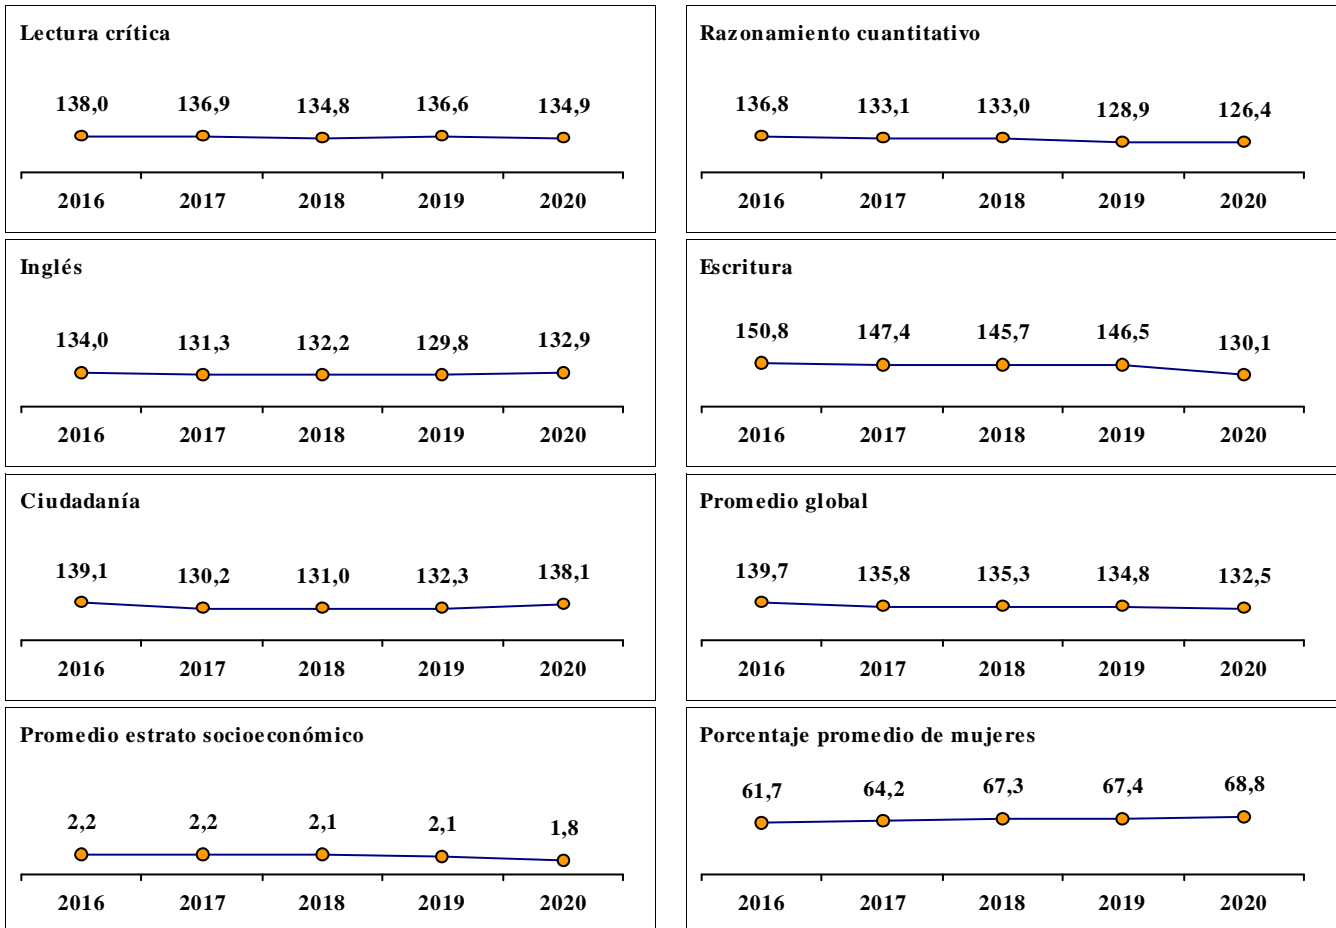 Lectura crítica
138,0 136,9 134,8 136,6 134,9
2016 2017 2018 2019 2020
Razonamiento cuantitativo
136,8 133,1 133,0 128,9 126,4
2016 2017 2018 2019 2020
Inglés
134,0 131,3 132,2 129,8 132,9
2016 2017 2018 2019 2020
Escritura
150,8 147,4 145,7 146,5 130,1
2016 2017 2018 2019 2020
Ciudadanía
139,1 130,2 131,0 132,3 138,1
2016 2017 2018 2019 2020
Promedio global
139,7 135,8 135,3 134,8 132,5
2016 2017 2018 2019 2020
Promedio estrato socioeconómico
2,2 2,2 2,1 2,1 1,8
2016 2017 2018 2019 2020
Porcentaje promedio de mujeres
61,7 64,2 67,3 67,4 68,8
2016 2017 2018 2019 2020